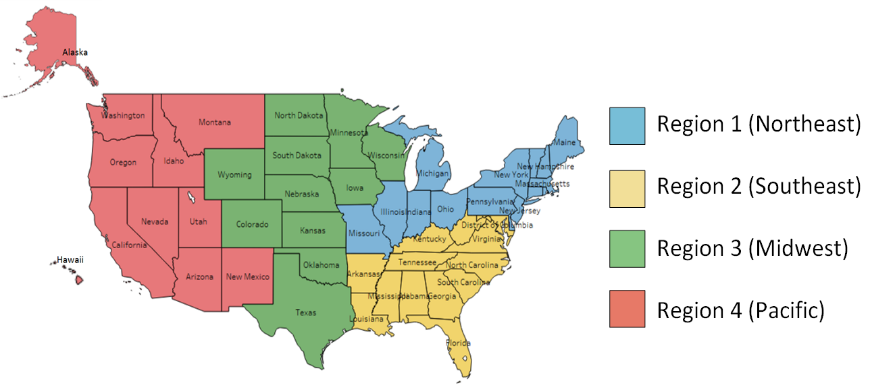 Alaska
Washington
Montana
North Dakota
Minnesota
Maine
Oregon
Idaho
South Dakota
Wisconsin
Michigan
New York
New Hampshire
Massachusetts
Wyoming
Iowa
Nebraska
Nevada
Utah
Colorado
Kansas
Missouri
Illinois
Indiana
Ohio
Pennsylvania
New Jersey
District of Columbia
California
Kentucky
Virginia
Hawaii
Arizona
New Mexico
Oklahoma
Arkansas
Tennessee
North Carolina
South Carolina
Texas
Louisiana
Mississippi
Alabama
Georgia
Florida
Region 1 (Northeast)
Region 2 (Southeast)
Region 3 (Midwest)
Region 4 (Pacific)